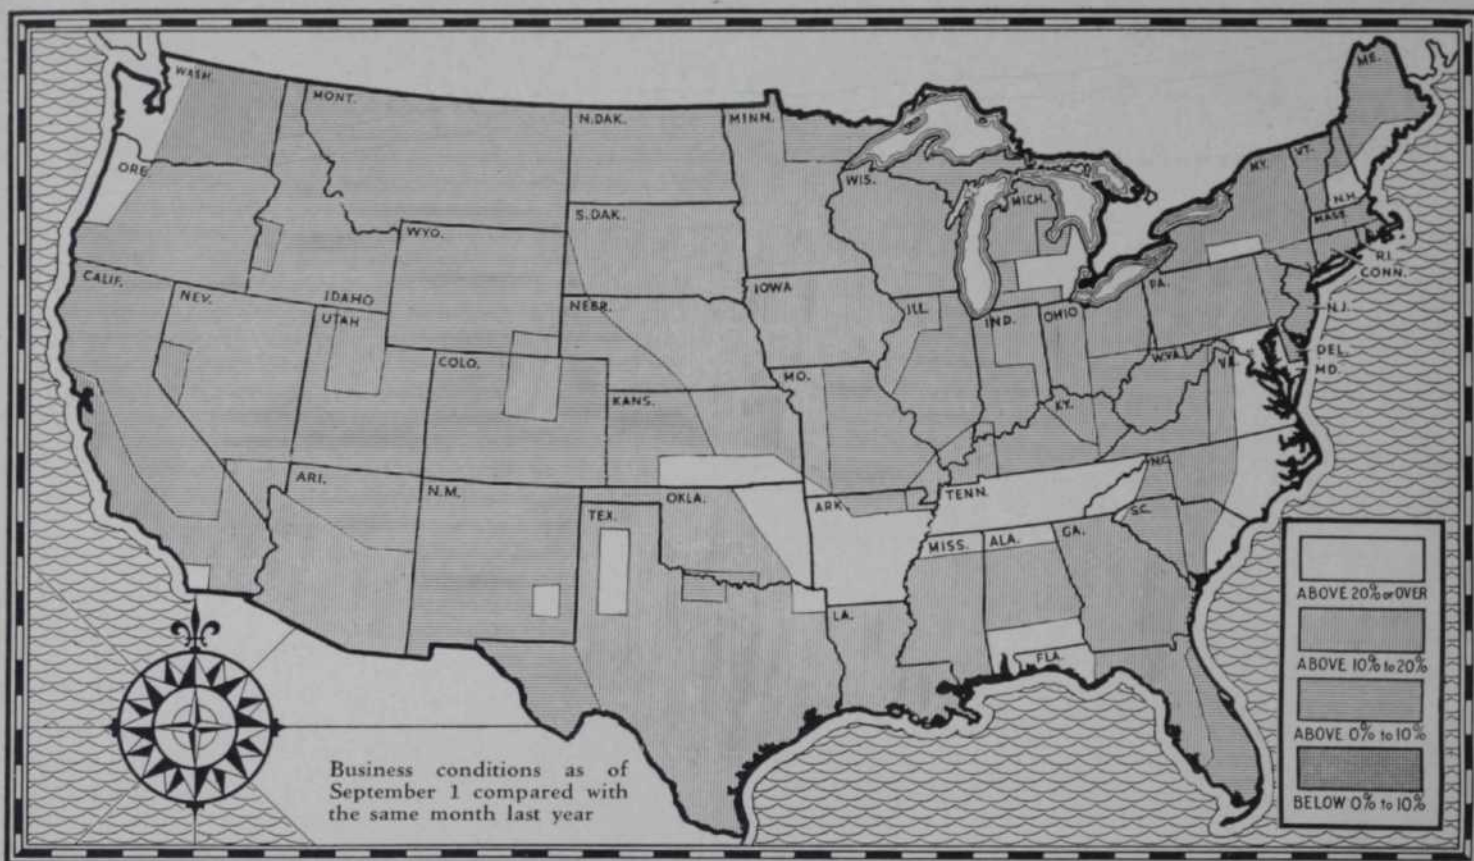 WASH.
MONT.
N.DAK.
MINN.
ME.
ORE.
WIS.
MICH.
N.Y.
VT.
N.H.
MASS.
S.DAK.
WYO.
R.I.
CONN.
CALIF.
NEV.
IDAHO
UTAH
NEBR.
IOWA
ILL.
IND.
OHIO
PA.
N.J.
COLO.
KANS.
MO.
KY.
W.VA.
VA.
DEL.
MD.
ARI.
N.M.
OKLA.
TEX.
ARK.
TENN.
N.C.
S.C.
MISS.
ALA.
GA.
LA.
FLA.
ABOVE 20% or OVER
ABOVE 10% to 20%
ABOVE 0% to 10%
BELOW 0% to 10%
Business conditions as of
September 1 compared with
the same month last year